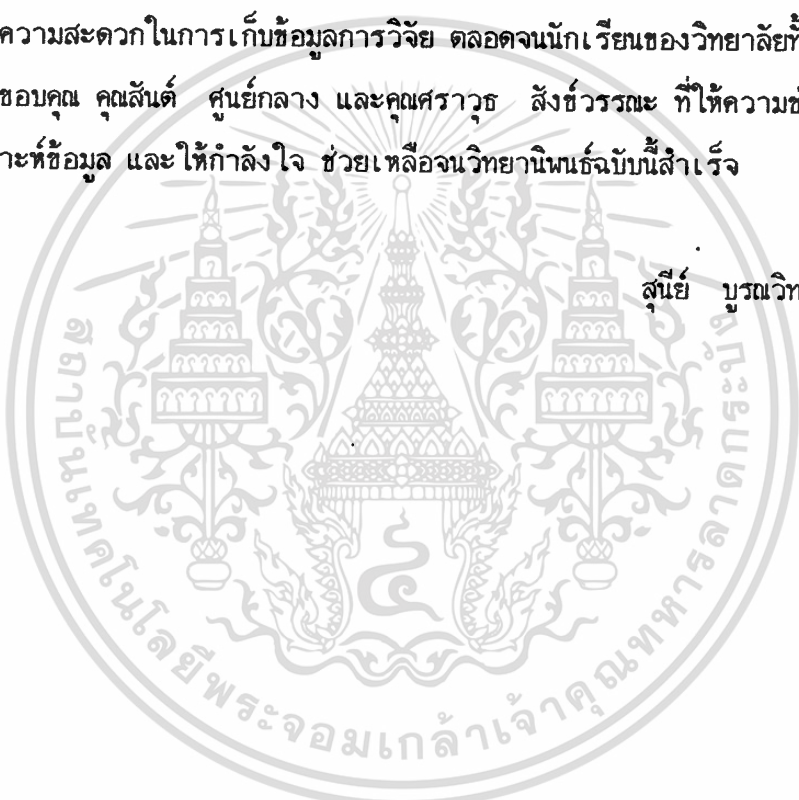 ความสะดวกในการเก็บข้อมูลการวิจัย ตลอดจนนักเรียนของวิทยาลัยทั้
ขอบคุณ คุณสันต์ ศูนย์กลาง และคุณศราวุธ สังข์วรรณะ ที่ให้ความช่
าะห์ข้อมูล และให้กำลังใจ ช่วยเหลือจนวิทยานิพนธ์ฉบับนี้สำเร็จ
สุนีย์ บูรณวิท
สถาบันเทคโนโลยีพระจอมเกล้าเจ้าคุณทหารลาดกระบัง